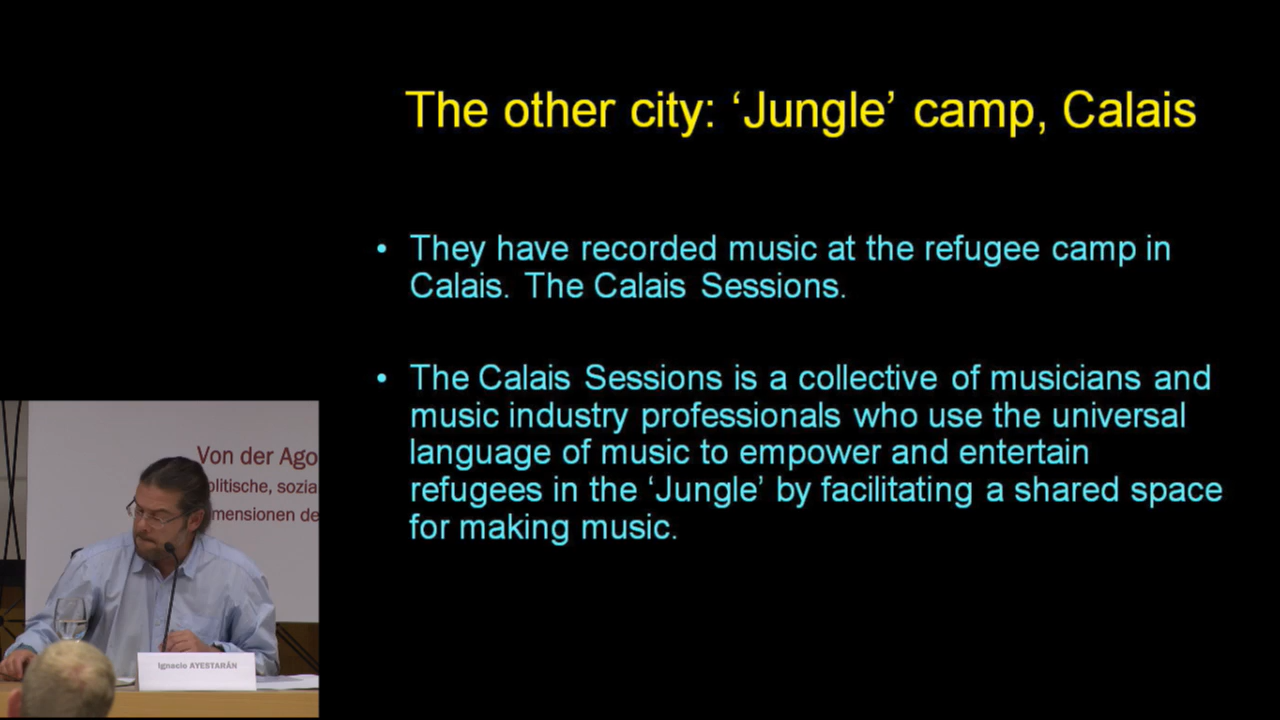 The other city: ‘Jungle’ camp, Calais
• They have recorded music at the refugee camp in
Calais. The Calais Sessions.
• The Calais Sessions is a collective of musicians and
music industry professionals who use the universal
language of music to empower and entertain
refugees in the ‘Jungle’ by facilitating a shared space
for making music.
Von der Ago
olitische, sozia
mensionen de
Ignacio AYESTARÁN